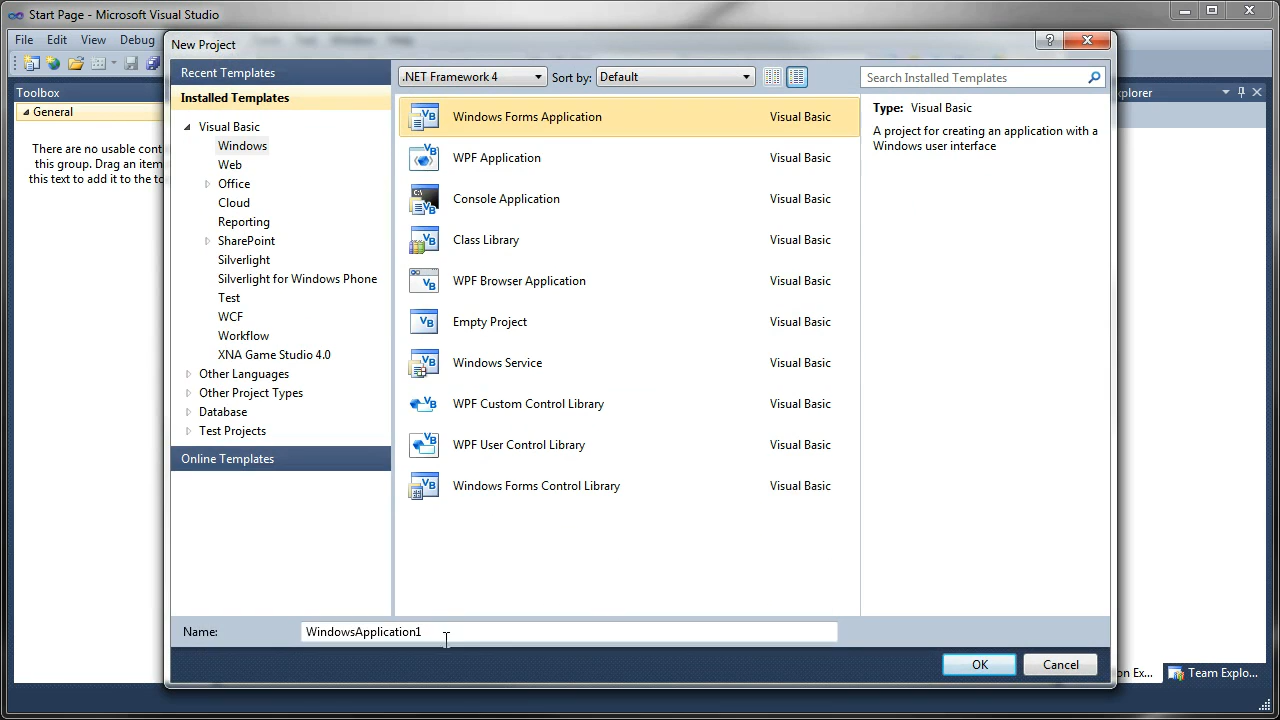 Start Page - Microsoft Visual Studio
File Edit View Debug
New Project
Toolbox
General
There are no usable cont
this group. Drag an item
this text to add it to the to
Recent Templates
Installed Templates
Visual Basic
Windows
Web
Office
Cloud
Reporting
SharePoint
Silverlight
Silverlight for Windows Phone
Test
WCF
Workflow
XNA Game Studio 4.0
Other Languages
Other Project Types
Database
Test Projects
Online Templates
.NET Framework 4 Sort by: Default
Windows Forms Application Visual Basic
WPF Application Visual Basic
Console Application Visual Basic
Class Library Visual Basic
WPF Browser Application Visual Basic
Empty Project Visual Basic
Windows Service Visual Basic
WPF Custom Control Library Visual Basic
WPF User Control Library Visual Basic
Windows Forms Control Library Visual Basic
Search Installed Templates
Type: Visual Basic
A project for creating an application with a
Windows user interface
Name: WindowsApplication1
OK Cancel
plorer
on Ex... Team Explo...